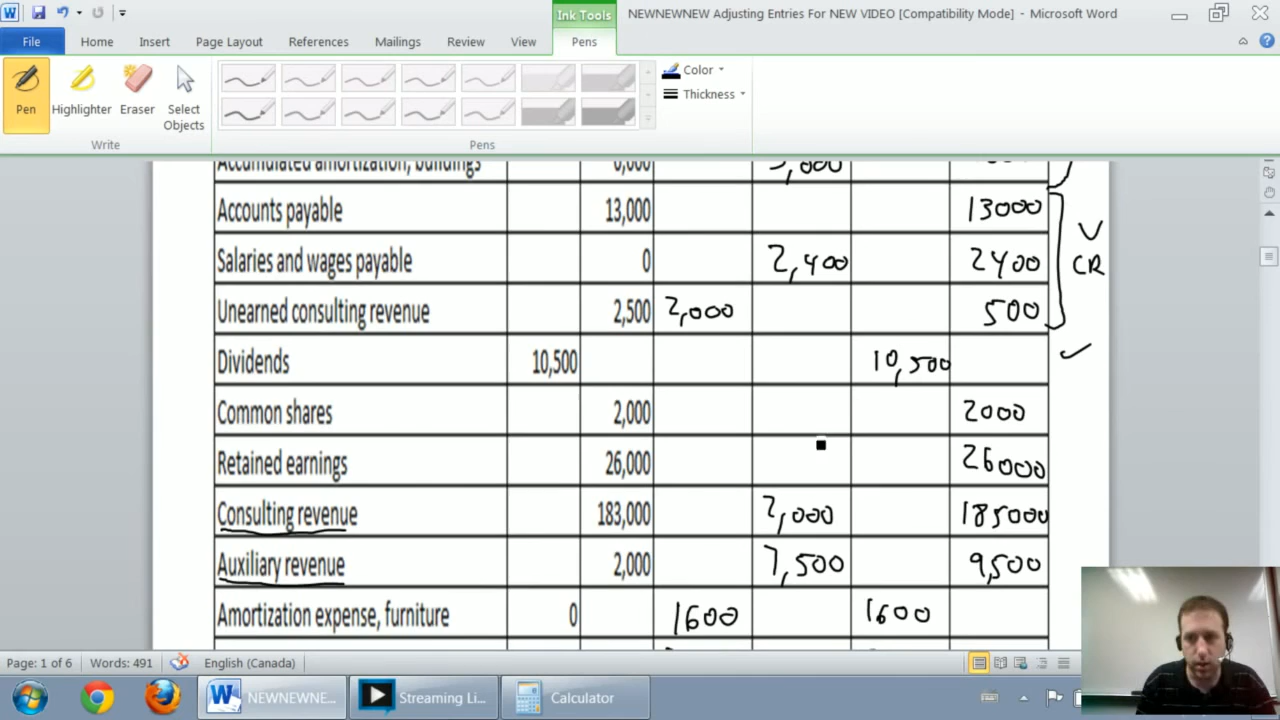 Ink Tools
NEWNEWNEW Adjusting Entries For NEW VIDEO [Compatibility Mode] - Microsoft Word
File Home Insert Page Layout References Mailings Review View Pens
Pen Highlighter Eraser Select Objects
Color
Thickness
Write Pens
Accumulated amortization, buildings 3,000
Accounts payable 13,000 13000
Salaries and wages payable 0 2,400 2400
Unearned consulting revenue 2,500 2,000 500
V
CR
Dividends 10,500 10,500
Common shares 2,000 2000
Retained earnings 26,000 26000
Consulting revenue 183,000 2,000 185000
Auxiliary revenue 2,000 7,500 9,500
Amortization expense, furniture 0 1600 1600
Page: 1 of 6 Words: 491 English (Canada)
NEWNEWNE... Streaming Li... Calculator